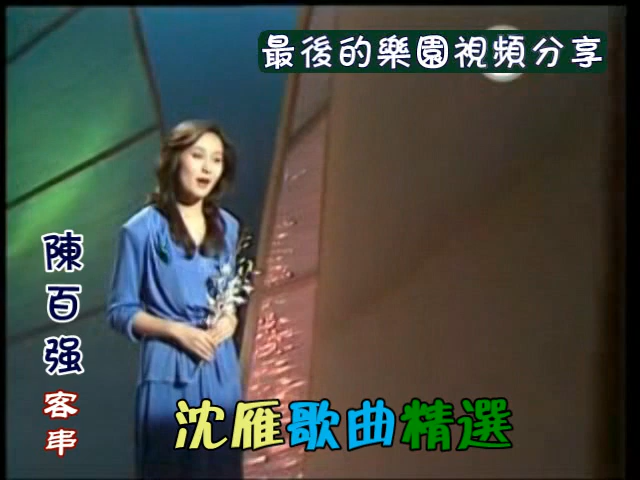 最後的樂園視頻分享
陳百强
客串
沈雁歌曲精選